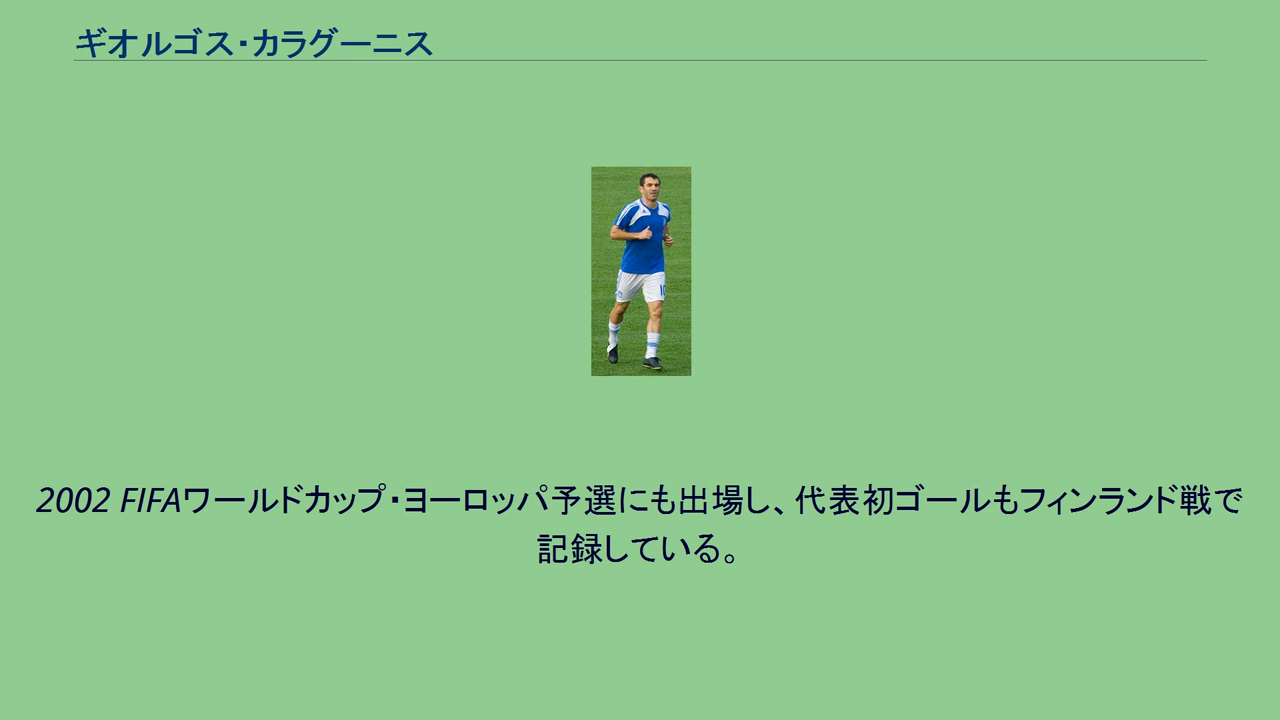 ギオルゴス・カラグーニス
2002 FIFAワールドカップ・ヨーロッパ予選にも出場し、代表初ゴールもフィンランド戦で
記録している。